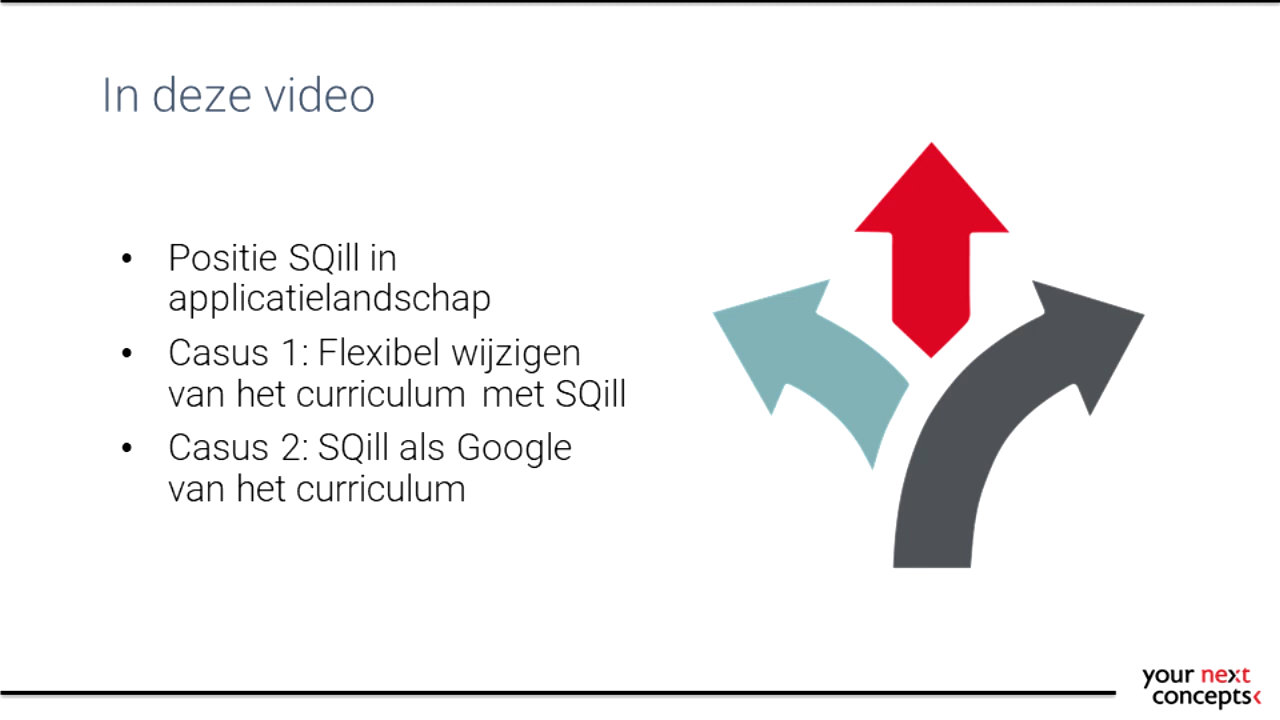 In deze video
• Positie SQill in
applicatielandschap
• Casus 1: Flexibel wijzigen
van het curriculum met SQill
• Casus 2: SQill als Google
van het curriculum
your next
concepts‹